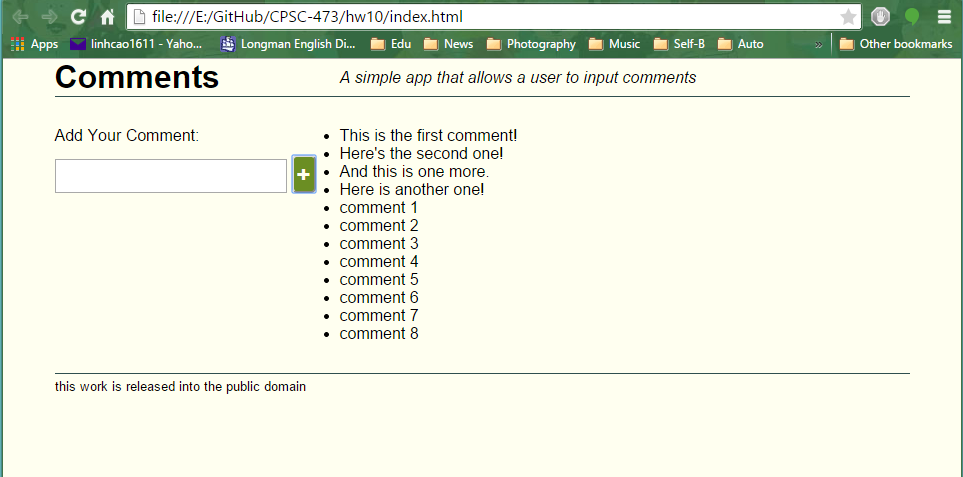 file:///E:/GitHub/CPSC-473/hw10/index.html
Apps linhcao1611 - Yaho... Longman English Di... Edu News Photography Music Self-B Auto » Other bookmarks
Comments A simple app that allows a user to input comments
Add Your Comment:
+
• This is the first comment!
• Here's the second one!
• And this is one more.
• Here is another one!
• comment 1
• comment 2
• comment 3
• comment 4
• comment 5
• comment 6
• comment 7
• comment 8
this work is released into the public domain